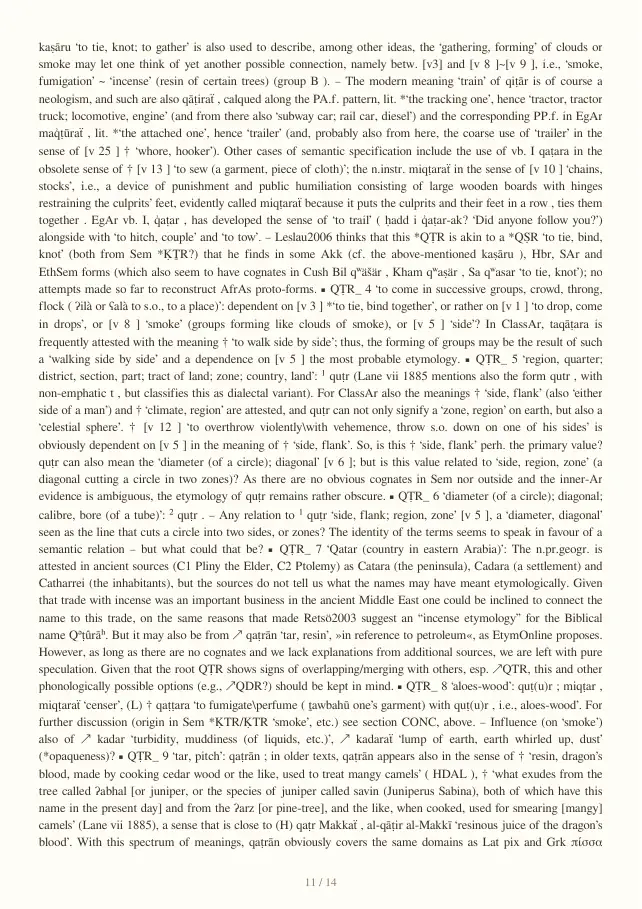 kaṣāru ‘to tie, knot; to gather’ is also used to describe, among other ideas, the ‘gathering, forming’ of clouds or
smoke may let one think of yet another possible connection, namely betw. [v3] and [v 8 ]~[v 9 ], i.e., ‘smoke,
fumigation’ ~ ‘incense’ (resin of certain trees) (group B ). – The modern meaning ‘train’ of qiṭār is of course a
neologism, and such are also qāṭiraẗ , calqued along the PA.f. pattern, lit. *‘the tracking one’, hence ‘tractor, tractor
truck; locomotive, engine’ (and from there also ‘subway car; rail car, diesel’) and the corresponding PP.f. in EgAr
maq̇ṭūraẗ , lit. *‘the attached one’, hence ‘trailer’ (and, probably also from here, the coarse use of ‘trailer’ in the
sense of [v 25 ] † ‘whore, hooker’). Other cases of semantic specification include the use of vb. I qaṭara in the
obsolete sense of † [v 13 ] ‘to sew (a garment, piece of cloth)’; the n.instr. miqṭaraẗ in the sense of [v 10 ] ‘chains,
stocks’, i.e., a device of punishment and public humiliation consisting of large wooden boards with hinges
restraining the culprits’ feet, evidently called miqṭaraẗ because it puts the culprits and their feet in a row , ties them
together . EgAr vb. I, q̇aṭar , has developed the sense of ‘to trail’ ( ḥadd i q̇aṭar-ak? ‘Did anyone follow you?’)
alongside with ‘to hitch, couple’ and ‘to tow’. – Leslau2006 thinks that this *QṬR is akin to a *QṢR ‘to tie, bind,
knot’ (both from Sem *ḲṬR?) that he finds in some Akk (cf. the above-mentioned kaṣāru ), Hbr, SAr and
EthSem forms (which also seem to have cognates in Cush Bil qʷäšär , Kham qʷaṣär , Sa qʷasar ‘to tie, knot’); no
attempts made so far to reconstruct AfrAs proto-forms. ▪ QṬR_ 4 ‘to come in successive groups, crowd, throng,
flock ( ʔilà or ʕalà to s.o., to a place)’: dependent on [v 3 ] *‘to tie, bind together’, or rather on [v 1 ] ‘to drop, come
in drops’, or [v 8 ] ‘smoke’ (groups forming like clouds of smoke), or [v 5 ] ‘side’? In ClassAr, taqāṭara is
frequently attested with the meaning † ‘to walk side by side’; thus, the forming of groups may be the result of such
a ‘walking side by side’ and a dependence on [v 5 ] the most probable etymology. ▪ QṬR_ 5 ‘region, quarter;
district, section, part; tract of land; zone; country, land’: ¹ quṭr (Lane vii 1885 mentions also the form qutr , with
non-emphatic t , but classifies this as dialectal variant). For ClassAr also the meanings † ‘side, flank’ (also ‘either
side of a man’) and † ‘climate, region’ are attested, and quṭr can not only signify a ‘zone, region’ on earth, but also a
‘celestial sphere’. † [v 12 ] ‘to overthrow violently\with vehemence, throw s.o. down on one of his sides’ is
obviously dependent on [v 5 ] in the meaning of † ‘side, flank’. So, is this † ‘side, flank’ perh. the primary value?
quṭr can also mean the ‘diameter (of a circle); diagonal’ [v 6 ]; but is this value related to ‘side, region, zone’ (a
diagonal cutting a circle in two zones)? As there are no obvious cognates in Sem nor outside and the inner-Ar
evidence is ambiguous, the etymology of quṭr remains rather obscure. ▪ QṬR_ 6 ‘diameter (of a circle); diagonal;
calibre, bore (of a tube)’: ² quṭr . – Any relation to ¹ quṭr ‘side, flank; region, zone’ [v 5 ], a ‘diameter, diagonal’
seen as the line that cuts a circle into two sides, or zones? The identity of the terms seems to speak in favour of a
semantic relation – but what could that be? ▪ QṬR_ 7 ‘Qatar (country in eastern Arabia)’: The n.pr.geogr. is
attested in ancient sources (C1 Pliny the Elder, C2 Ptolemy) as Catara (the peninsula), Cadara (a settlement) and
Catharrei (the inhabitants), but the sources do not tell us what the names may have meant etymologically. Given
that trade with incense was an important business in the ancient Middle East one could be inclined to connect the
name to this trade, on the same reasons that made Retsö2003 suggest an “incense etymology” for the Biblical
name Qᵊṭûrāʰ. But it may also be from ↗ qaṭrān ‘tar, resin’, »in reference to petroleum«, as EtymOnline proposes.
However, as long as there are no cognates and we lack explanations from additional sources, we are left with pure
speculation. Given that the root QṬR shows signs of overlapping/merging with others, esp. ↗QTR, this and other
phonologically possible options (e.g., ↗QDR?) should be kept in mind. ▪ QṬR_ 8 ‘aloes-wood’: quṭ(u)r ; miqṭar ,
miqṭaraẗ ‘censer’, (L) † qaṭṭara ‘to fumigate\perfume ( ṯawbahū one’s garment) with quṭ(u)r , i.e., aloes-wood’. For
further discussion (origin in Sem *ḲTR/ḲṬR ‘smoke’, etc.) see section CONC, above. – Influence (on ‘smoke’)
also of ↗ kadar ‘turbidity, muddiness (of liquids, etc.)’, ↗ kadaraẗ ‘lump of earth, earth whirled up, dust’
(*opaqueness)? ▪ QṬR_ 9 ‘tar, pitch’: qaṭrān ; in older texts, qaṭrān appears also in the sense of † ‘resin, dragon’s
blood, made by cooking cedar wood or the like, used to treat mangy camels’ ( HDAL ), † ‘what exudes from the
tree called ʔabhal [or juniper, or the species of juniper called savin (Juniperus Sabina), both of which have this
name in the present day] and from the ʔarz [or pine-tree], and the like, when cooked, used for smearing [mangy]
camels’ (Lane vii 1885), a sense that is close to (H) qaṭr Makkaẗ , al-qāṭir al-Makkī ‘resinous juice of the dragon’s
blood’. With this spectrum of meanings, qaṭrān obviously covers the same domains as Lat pix and Grk πίσσα
11 / 14